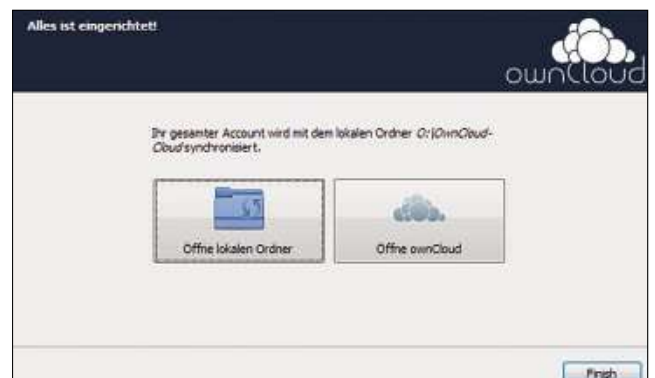 Alles ist eingerichtet!
ownCloud
Ihr gesamter Account wird mit dem lokalen Ordner O:/OwnCloud-
Cloud synchronisiert.
Öffne lokalen Ordner
Öffne ownCloud
Finish